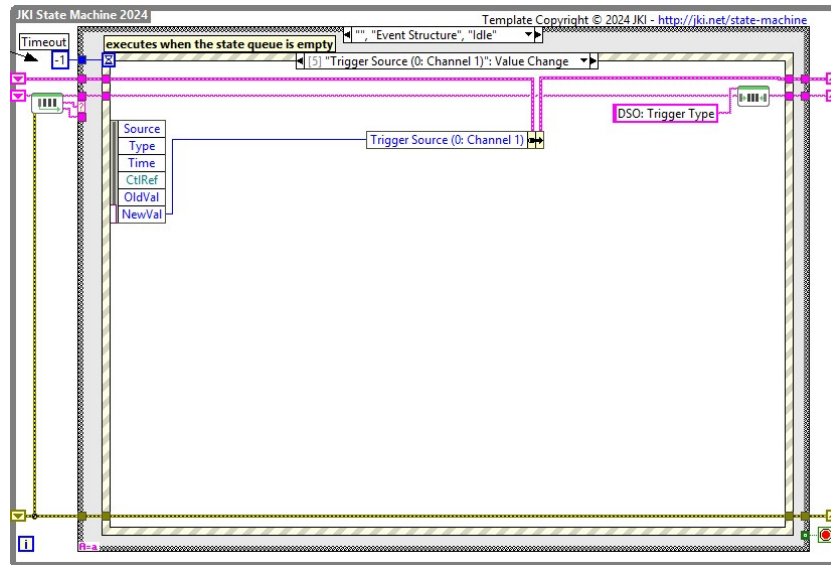 JKI State Machine 2024
Template Copyright © 2024 JKI - http://jki.net/state-machine
Timeout
-1
executes when the state queue is empty
"", "Event Structure", "Idle"
[5] "Trigger Source (0: Channel 1)": Value Change
?
Source
Type
Time
CtlRef
OldVal
NewVal
Trigger Source (0: Channel 1)
DSO: Trigger Type
i
A=a